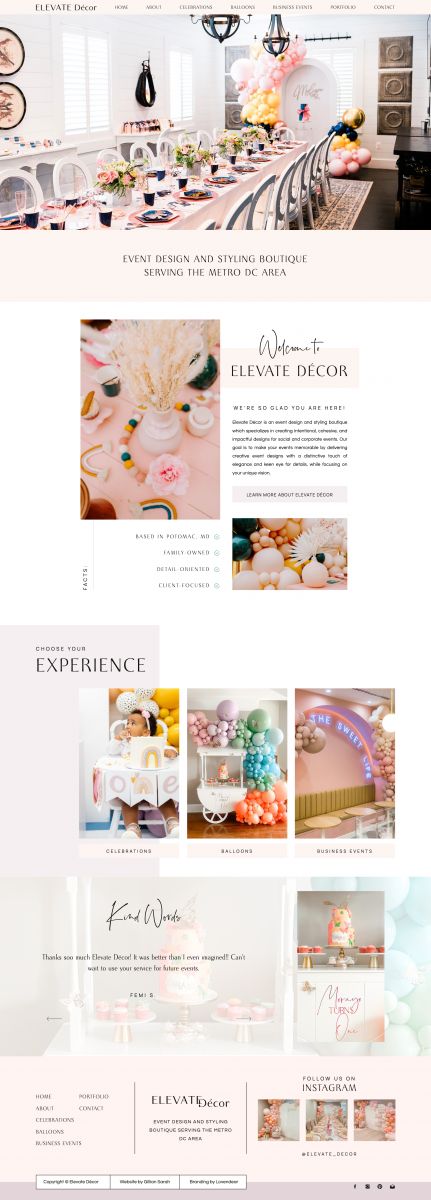 ELEVATE Décor
HOME ABOUT CELEBRATIONS BALLOONS BUSINESS EVENTS PORTFOLIO CONTACT
EVENT DESIGN AND STYLING BOUTIQUE
SERVING THE METRO DC AREA
Welcome to
ELEVATE DÉCOR
WE'RE SO GLAD YOU ARE HERE!
Elevate Décor is an event design and styling boutique
which specializes in creating intentional, cohesive, and
impactful designs for social and corporate events. Our
goal is to make your events memorable by delivering
creative event designs with a distinctive touch of
elegance and keen eye for details, while focusing on
your unique vision.
LEARN MORE ABOUT ELEVATE DÉCOR
FACTS:
BASED IN POTOMAC, MD
FAMILY OWNED
DETAIL ORIENTED
CLIENT-FOCUSED
CHOOSE YOUR
EXPERIENCE
THE SWEET LIFE
CELEBRATIONS
BALLOONS
BUSINESS EVENTS
Kind Words
Thanks soo much Elevate Décor! It was better than I even imagined!! Can't
wait to use your service for future events.
FEMI S.
TURNS
One
HOME
ABOUT
CELEBRATIONS
BALLOONS
BUSINESS EVENTS
PORTFOLIO
CONTACT
ELEVATE Décor
EVENT DESIGN AND STYLING
BOUTIQUE SERVING THE METRO
DC AREA
FOLLOW US ON
INSTAGRAM
@ELEVATE_DECOR
Copyright © Elevate Décor
Website by Gillian Sarah
Branding by Lovendeer